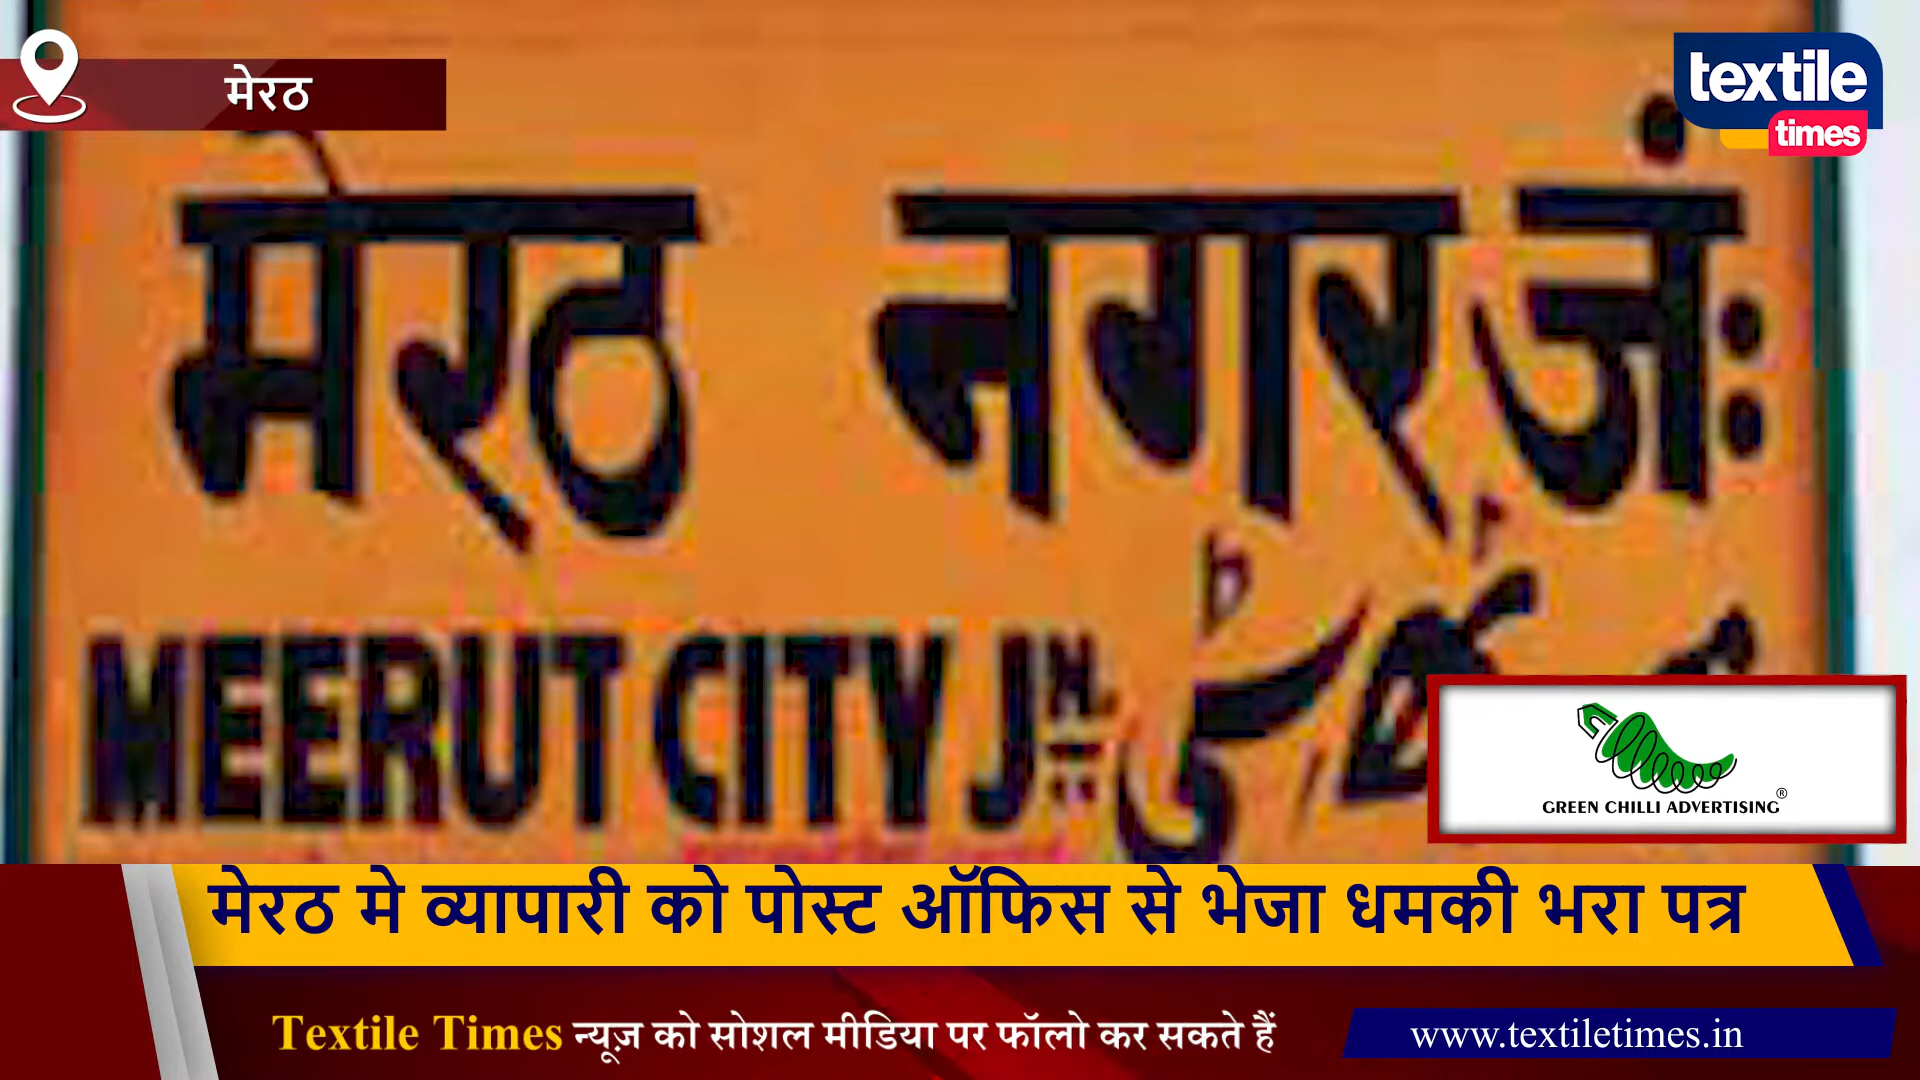 मेरठ
textile
times
मेरठ नगर जं:
MEERUT CITY JN
GREEN CHILLI ADVERTISING®
मेरठ मे व्यापारी को पोस्ट ऑफिस से भेजा धमकी भरा पत्र
Textile Times न्यूज़ को सोशल मीडिया पर फॉलो कर सकते हैं
www.textiletimes.in